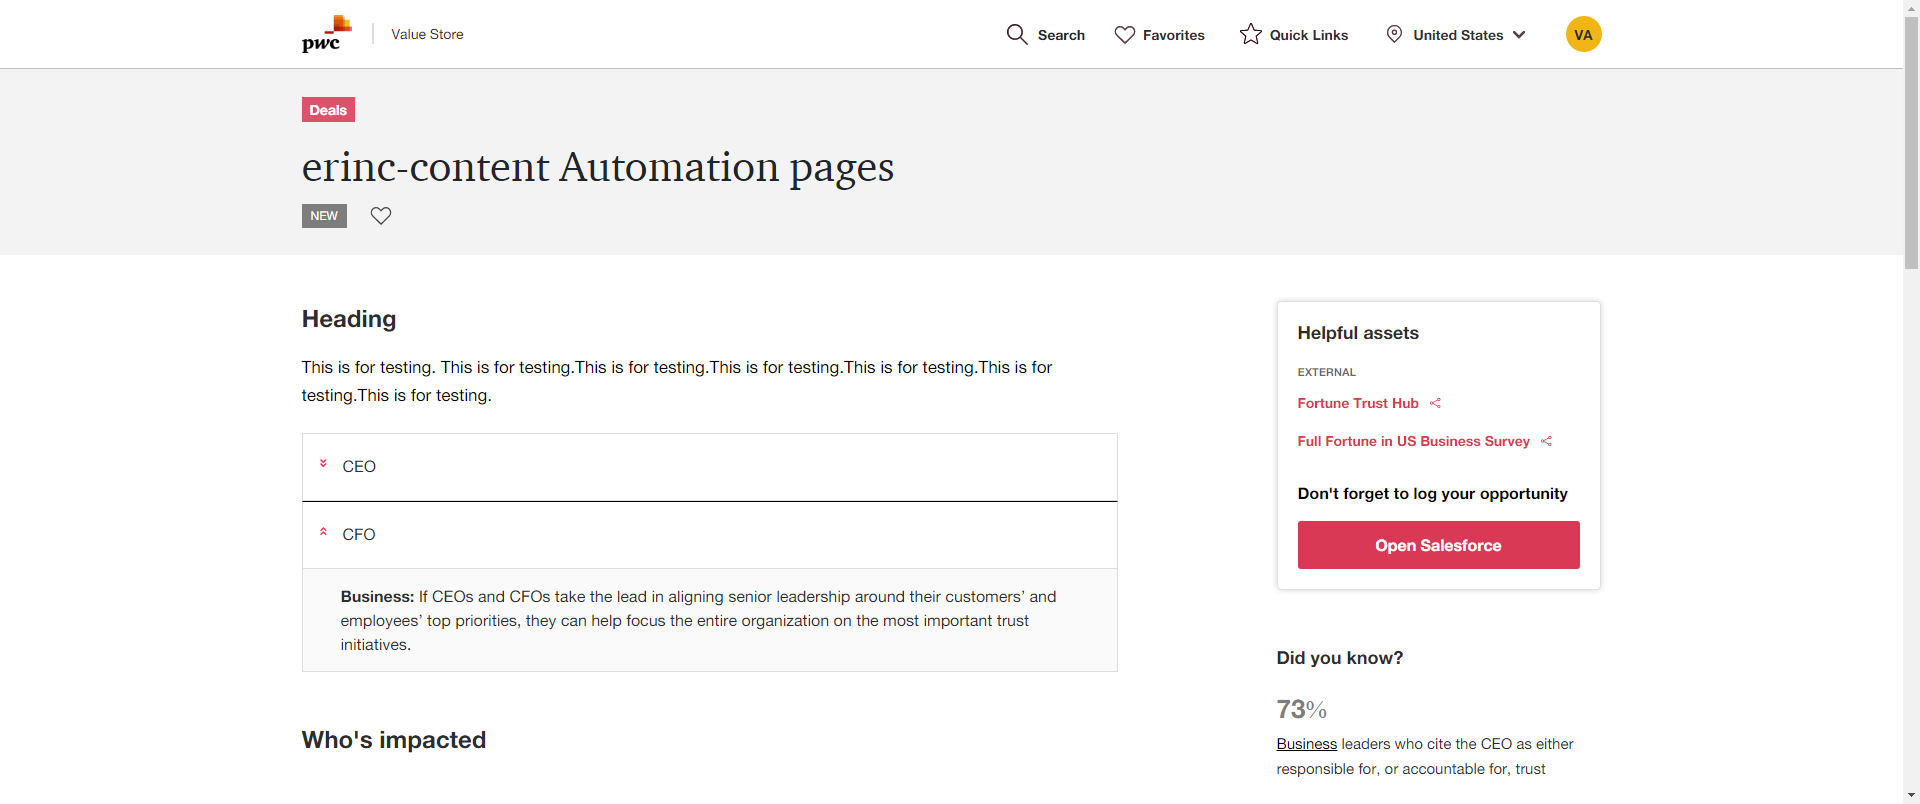 pwc
Value Store
Search
Favorites
Quick Links
United States
VA
Deals
erinc-content Automation pages
NEW
Heading
This is for testing. This is for testing.This is for testing.This is for testing.This is for testing.This is for
testing.This is for testing.
CEO
CFO
Business: If CEOs and CFOs take the lead in aligning senior leadership around their customers’ and
employees’ top priorities, they can help focus the entire organization on the most important trust
initiatives.
Who's impacted
Helpful assets
EXTERNAL
Fortune Trust Hub
Full Fortune in US Business Survey
Don't forget to log your opportunity
Open Salesforce
Did you know?
73%
Business leaders who cite the CEO as either
responsible for, or accountable for, trust